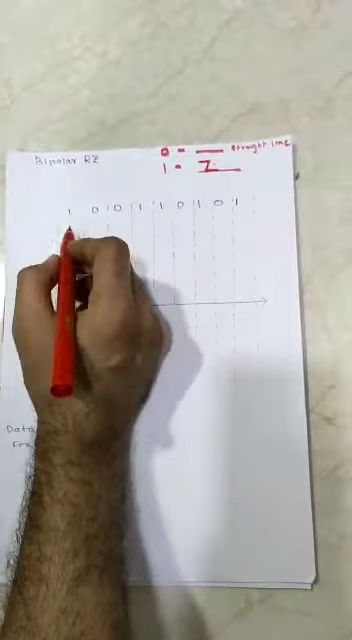 Bipolar RZ
0 = — straight line
1 =
1 0 0 1 1 0 1 0 1
Data